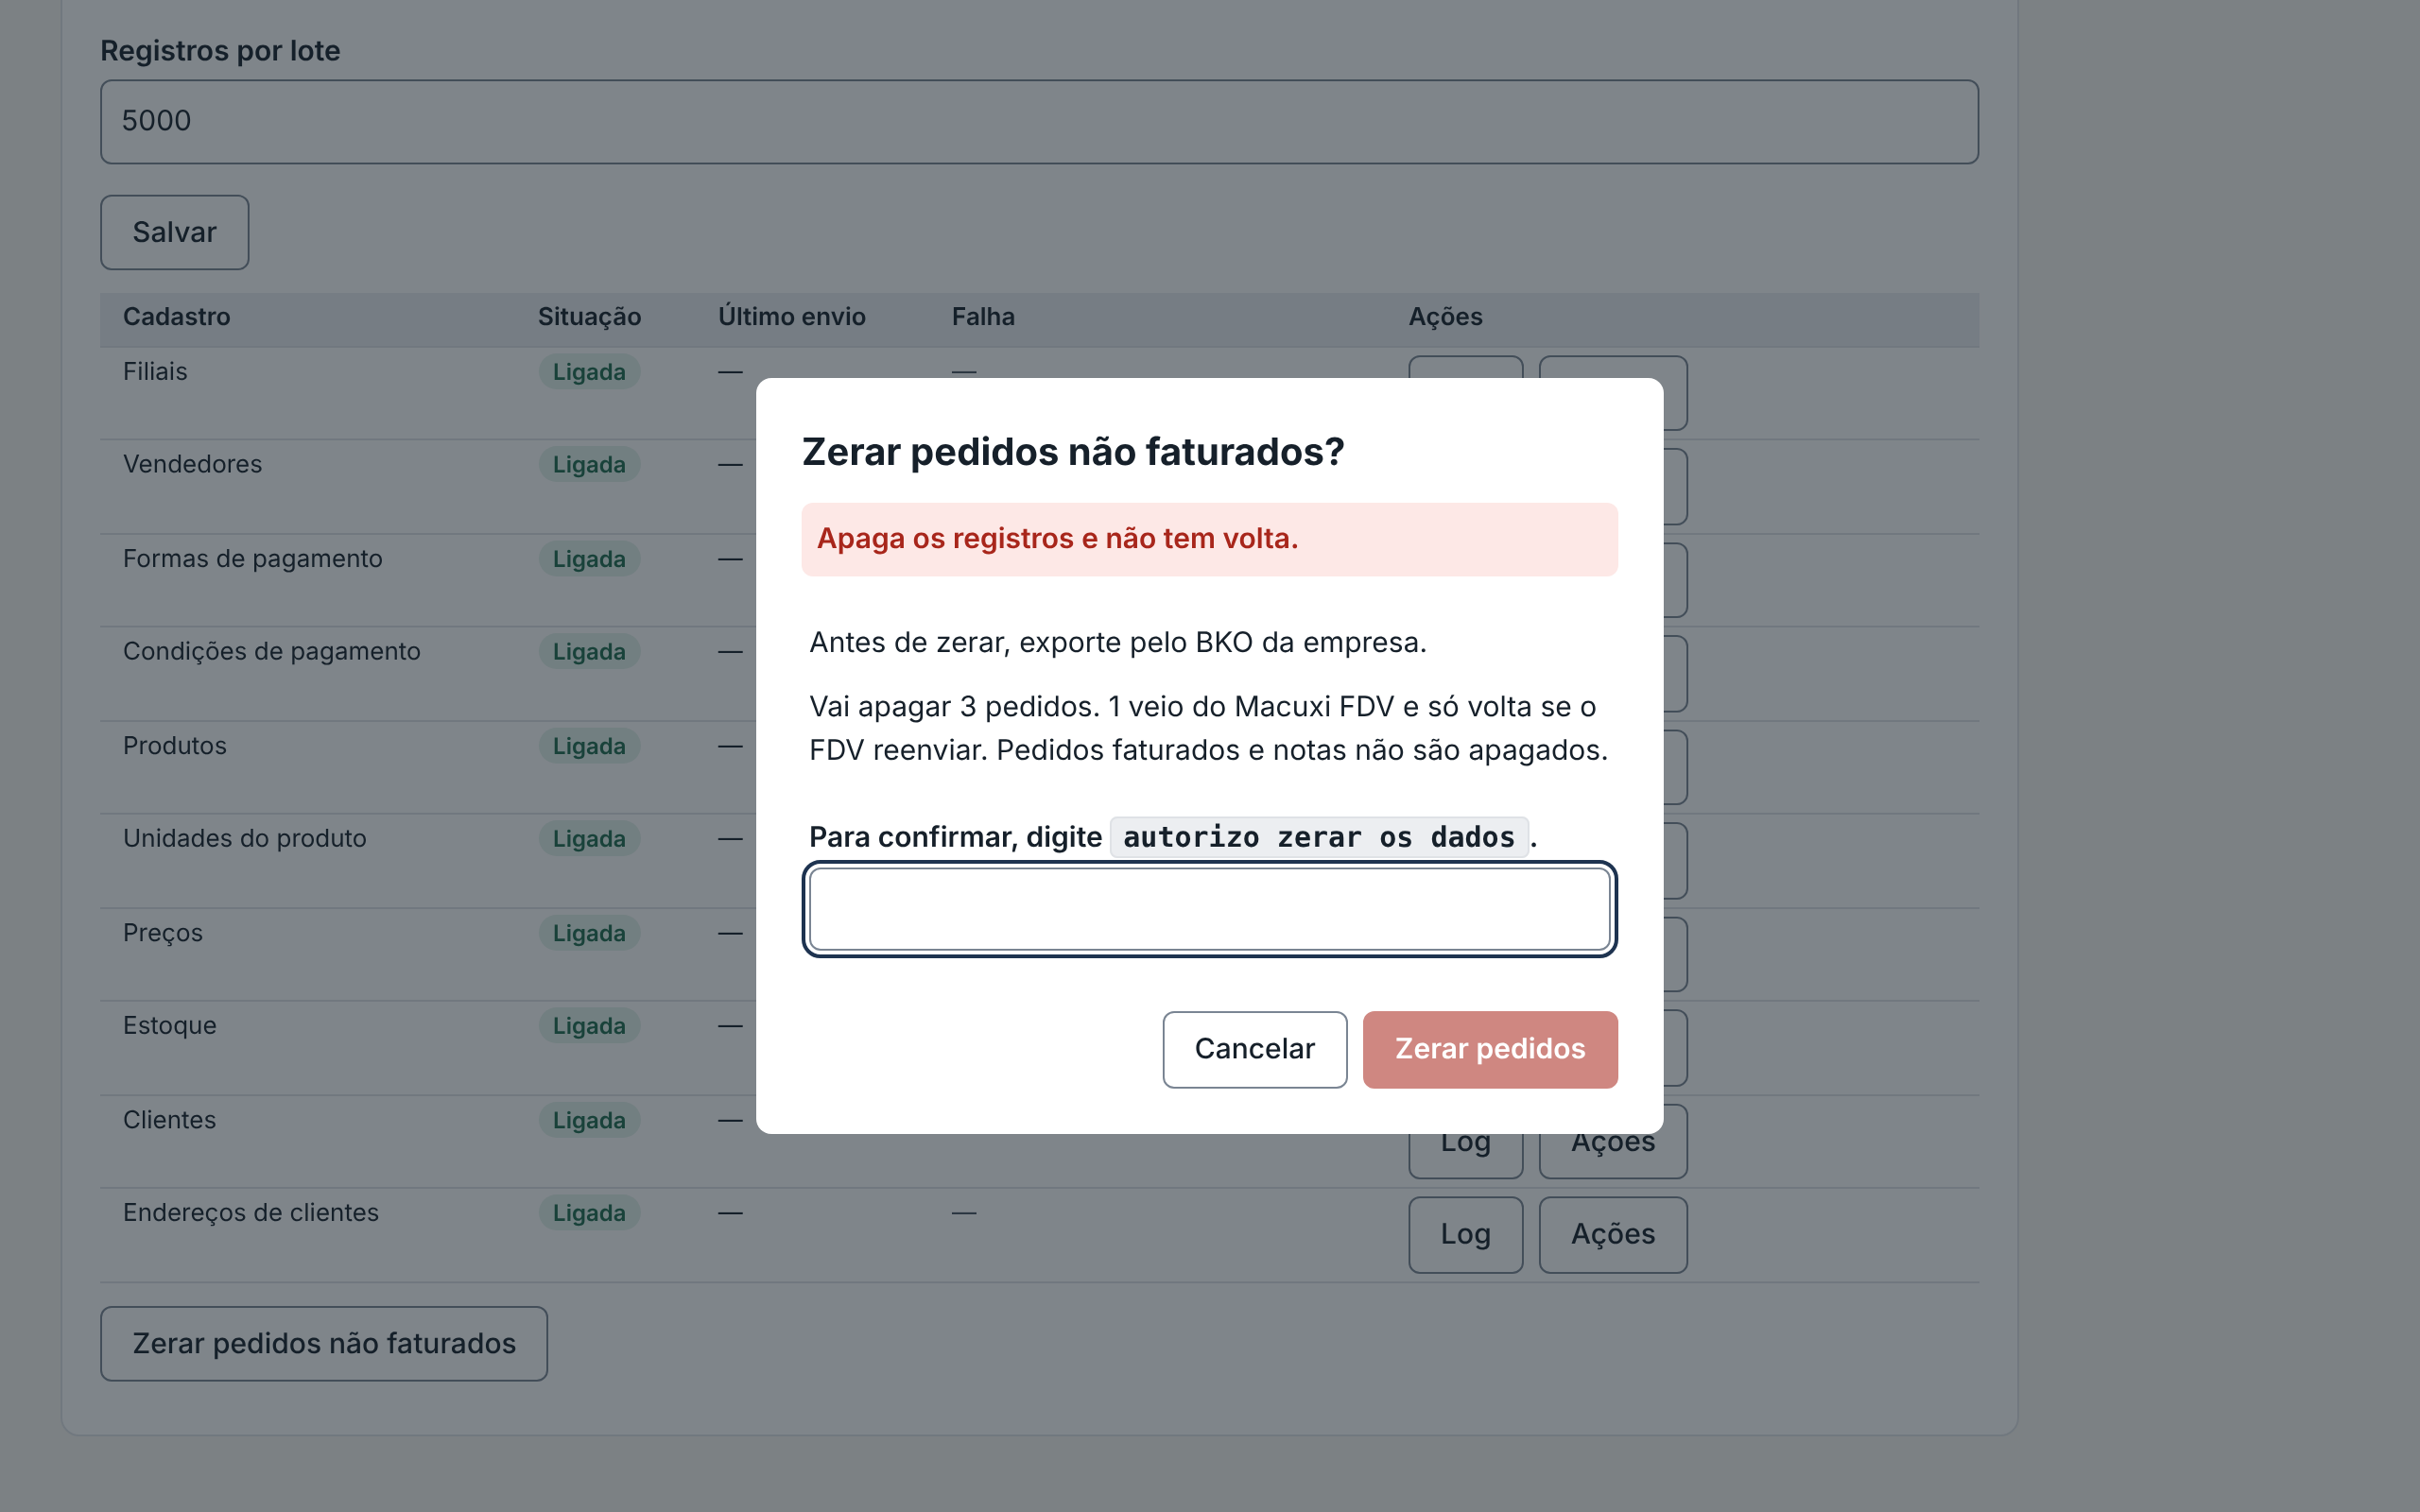 Registros por lote
5000
Salvar
Cadastro Situação Último envio Falha Ações
Filiais Ligada — —
Vendedores Ligada —
Formas de pagamento Ligada —
Condições de pagamento Ligada —
Produtos Ligada —
Unidades do produto Ligada —
Preços Ligada —
Estoque Ligada —
Clientes Ligada — Log Ações
Endereços de clientes Ligada — — Log Ações
Zerar pedidos não faturados
Zerar pedidos não faturados?
Apaga os registros e não tem volta.
Antes de zerar, exporte pelo BKO da empresa.
Vai apagar 3 pedidos. 1 veio do Macuxi FDV e só volta se o
FDV reenviar. Pedidos faturados e notas não são apagados.
Para confirmar, digite autorizo zerar os dados.
Cancelar Zerar pedidos